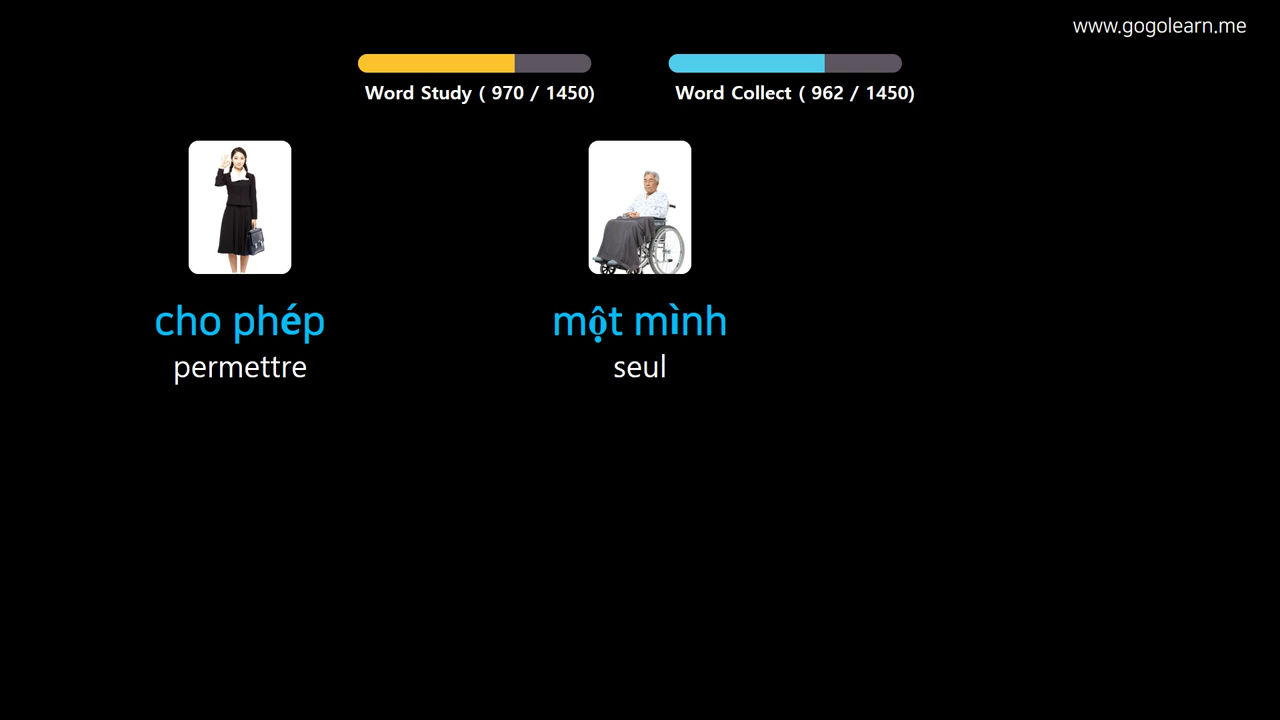 www.gogolearn.me
Word Study ( 970 / 1450)
Word Collect ( 962 / 1450)
cho phép
permettre
một mình
seul